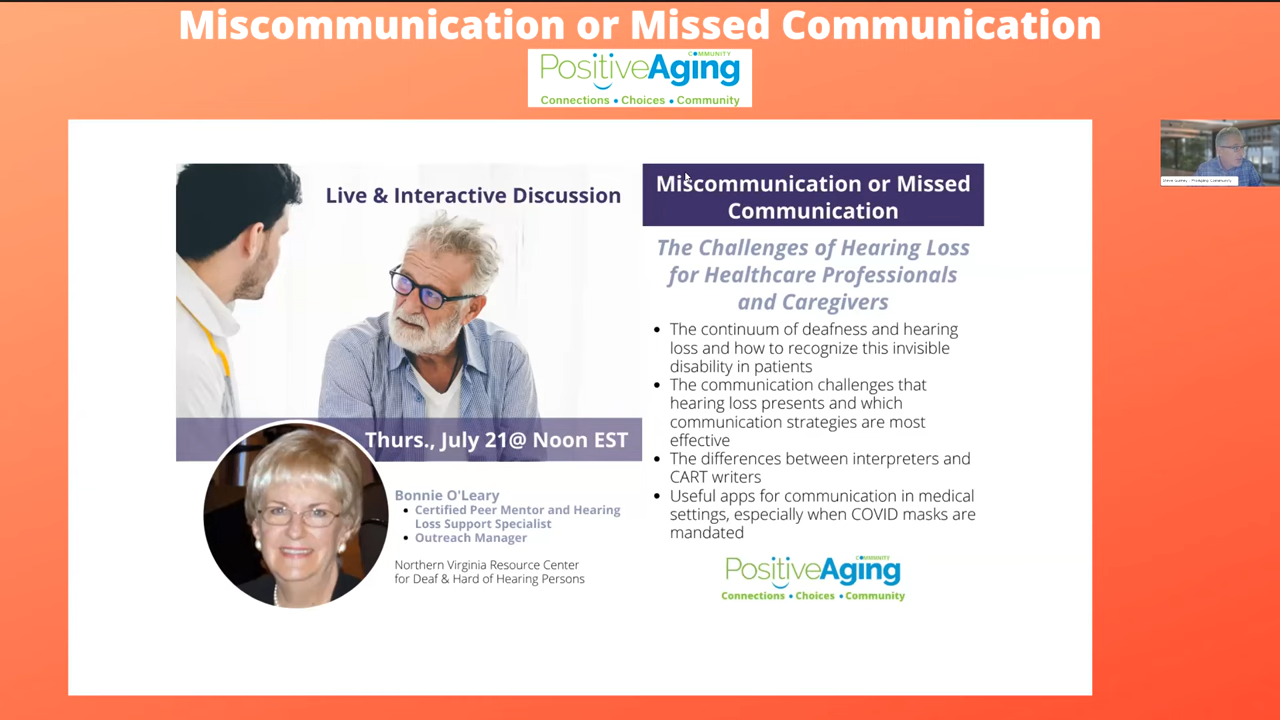 Miscommunication or Missed Communication
COMMUNITY
PositiveAging
Connections • Choices • Community
Live & Interactive Discussion
Thurs., July 21@ Noon EST
Bonnie O'Leary
• Certified Peer Mentor and Hearing
Loss Support Specialist
• Outreach Manager
Northern Virginia Resource Center
for Deaf & Hard of Hearing Persons
Miscommunication or Missed
Communication
The Challenges of Hearing Loss
for Healthcare Professionals
and Caregivers
• The continuum of deafness and hearing
loss and how to recognize this invisible
disability in patients
• The communication challenges that
hearing loss presents and which
communication strategies are most
effective
• The differences between interpreters and
CART writers
• Useful apps for communication in medical
settings, especially when COVID masks are
mandated
COMMUNITY
PositiveAging
Connections • Choices • Community